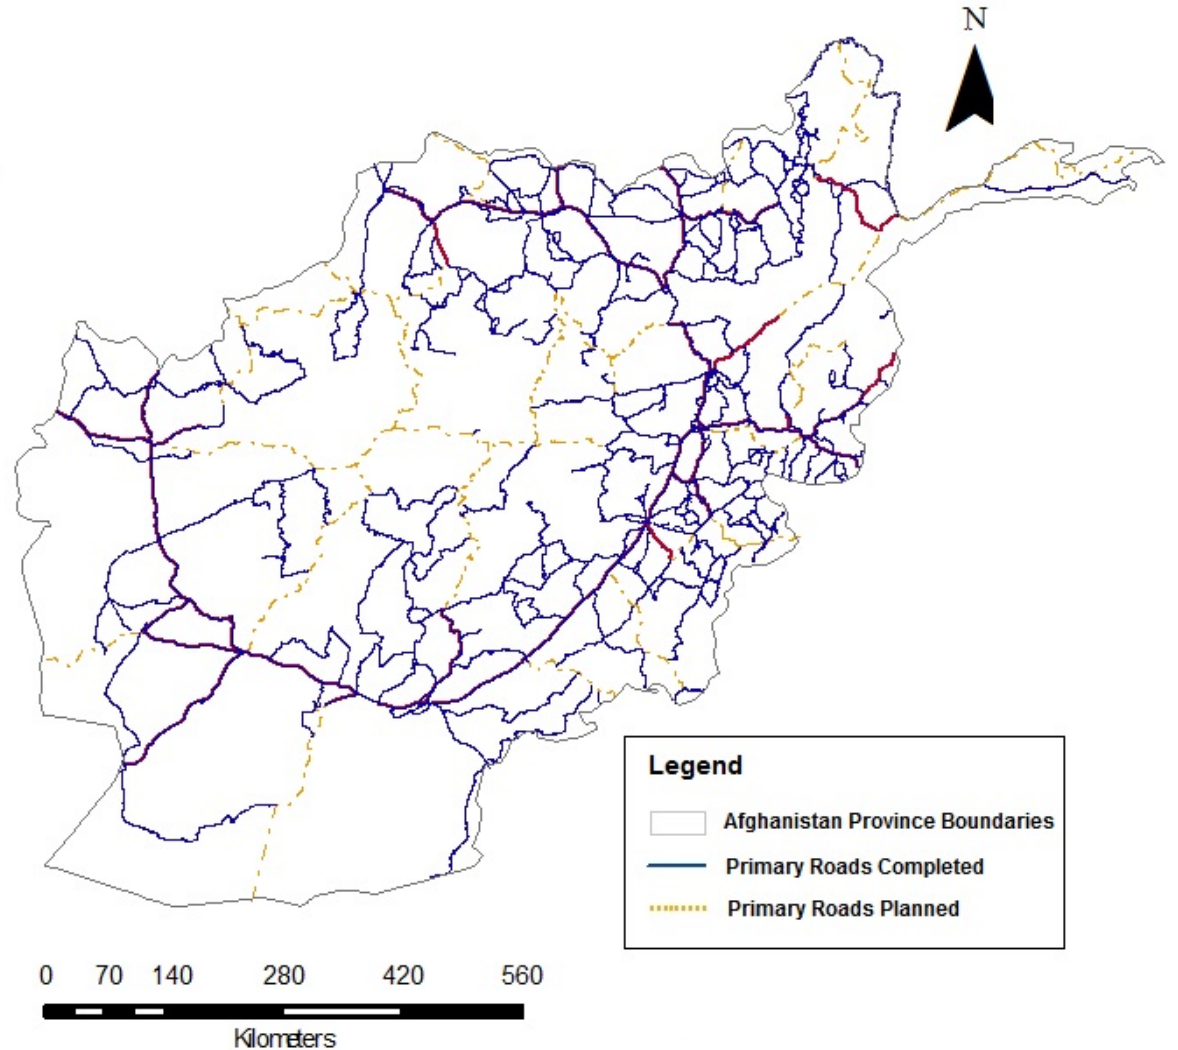 N
Legend
Afghanistan Province Boundaries
Primary Roads Completed
Primary Roads Planned
0 70 140 280 420 560
Kilometers